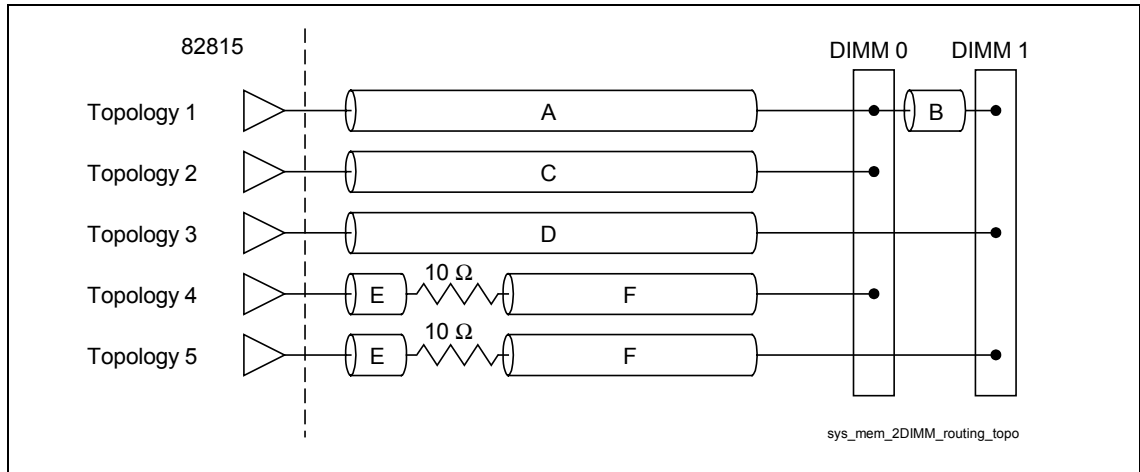 82815
DIMM 0
DIMM 1
Topology 1
A
B
Topology 2
C
Topology 3
D
Topology 4
E
10 Ω
F
Topology 5
E
10 Ω
F
sys_mem_2DIMM_routing_topo